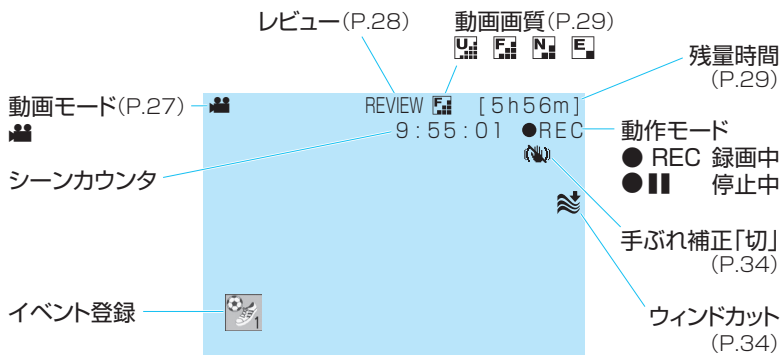 レビュー(P.28)
動画画質(P.29)
U F N E
残量時間
(P.29)
動画モード(P.27)
REVIEW F [5h56m]
9:55:01 ●REC
動作モード
● REC 録画中
●❚❚ 停止中
シーンカウンタ
手ぶれ補正「切」
(P.34)
イベント登録
1
ウィンドカット
(P.34)